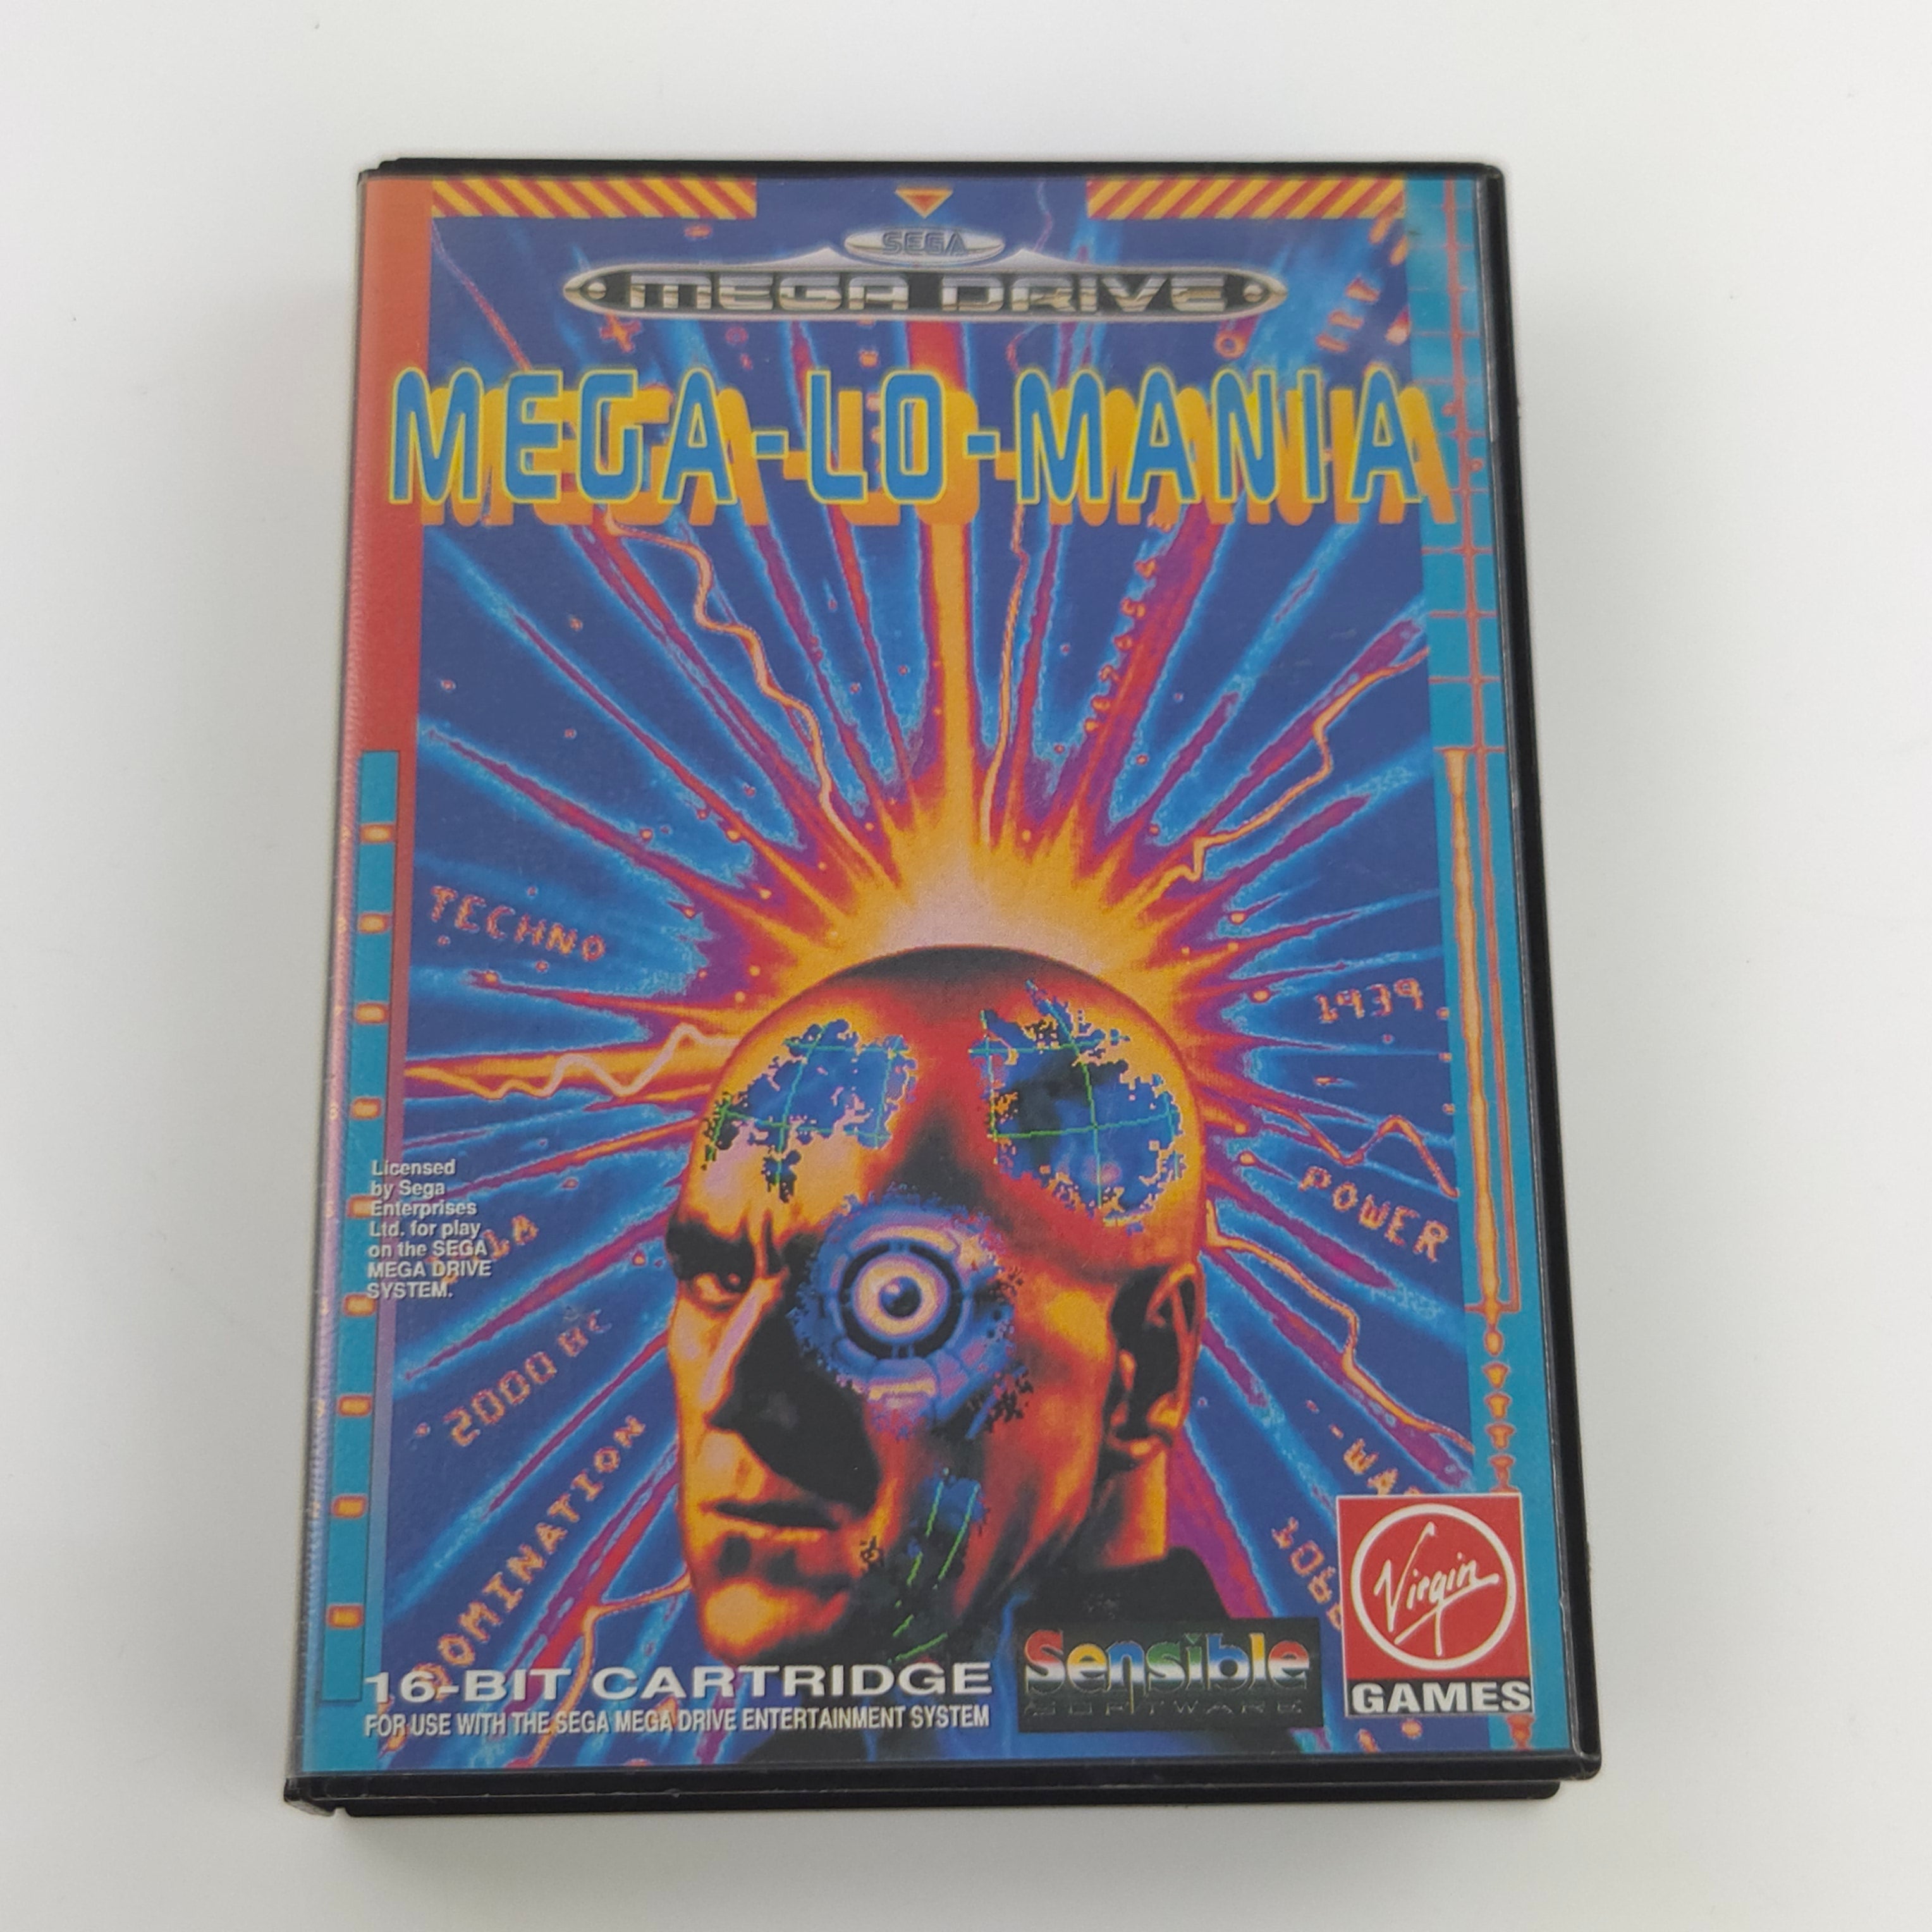 SEGA
MEGA DRIVE
MEGA-LO-MANIA
TECHNO
1939
POWER
Licensed
by Sega
Enterprises
Ltd. for play
on the SEGA
MEGA DRIVE
SYSTEM.
2000 BC
DOMINATION
Virgin
GAMES
Sensible
SOFTWARE
16-BIT CARTRIDGE
FOR USE WITH THE SEGA MEGA DRIVE ENTERTAINMENT SYSTEM